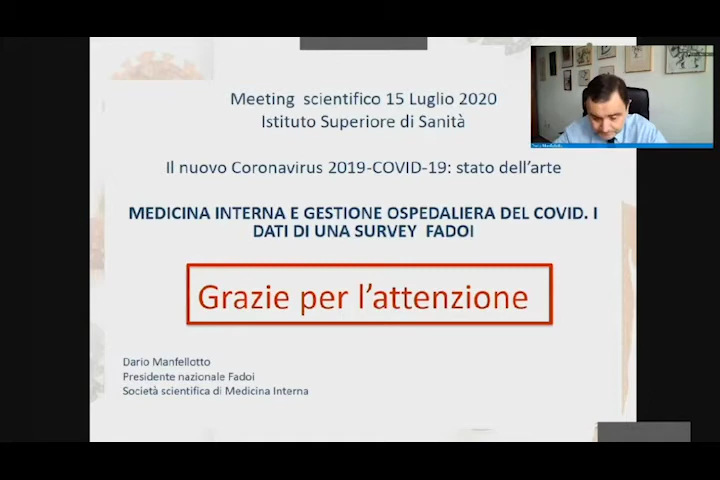 Meeting scientifico 15 Luglio 2020
Istituto Superiore di Sanità
Il nuovo Coronavirus 2019-COVID-19: stato dell'arte
MEDICINA INTERNA E GESTIONE OSPEDALIERA DEL COVID. I
DATI DI UNA SURVEY FADOI
Grazie per l'attenzione
Dario Manfellotto
Presidente nazionale Fadoi
Società scientifica di Medicina Interna